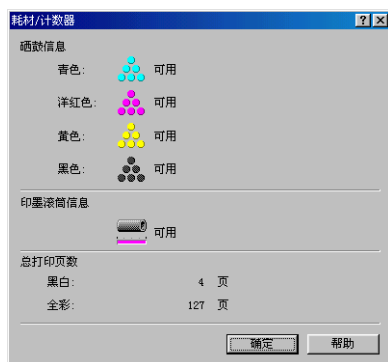 耗材/计数器
硒鼓信息
青色: 可用
洋红色: 可用
黄色: 可用
黑色: 可用
印墨滚筒信息
可用
总打印页数
黑白: 4 页
全彩: 127 页
确定 帮助